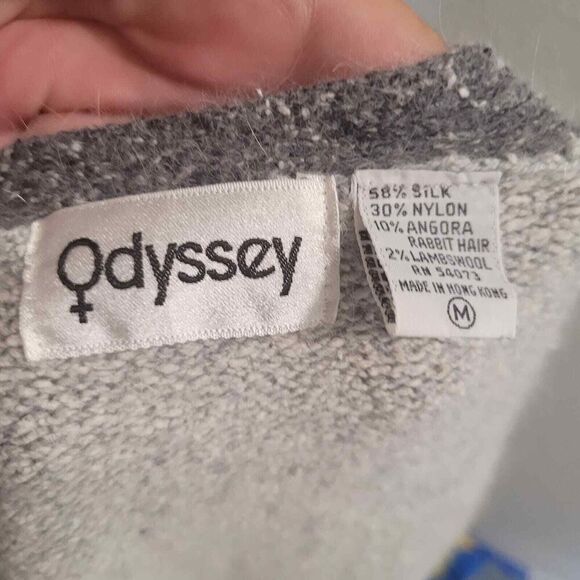 Odyssey
58% SILK
30% NYLON
10% ANGORA
RABBIT HAIR
2% LAMBSWOOL
RN 54073
MADE IN HONG KONG
M